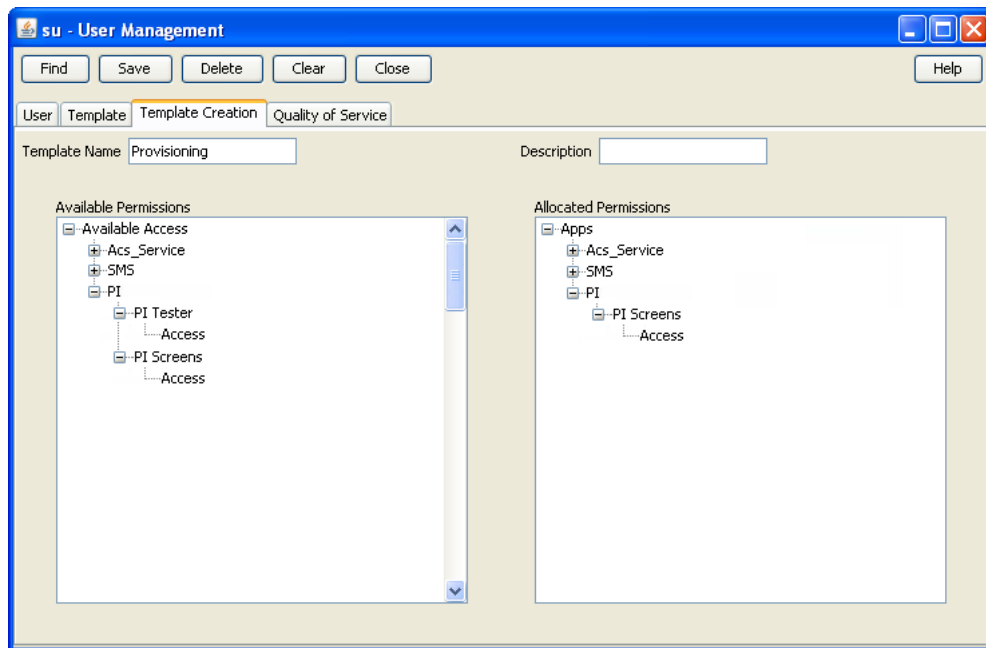 su - User Management
Find Save Delete Clear Close Help
User Template Template Creation Quality of Service
Template Name Provisioning Description
Available Permissions Allocated Permissions
Available Access
Acs_Service
SMS
PI
PI Tester
Access
PI Screens
Access
Apps
Acs_Service
SMS
PI
PI Screens
Access